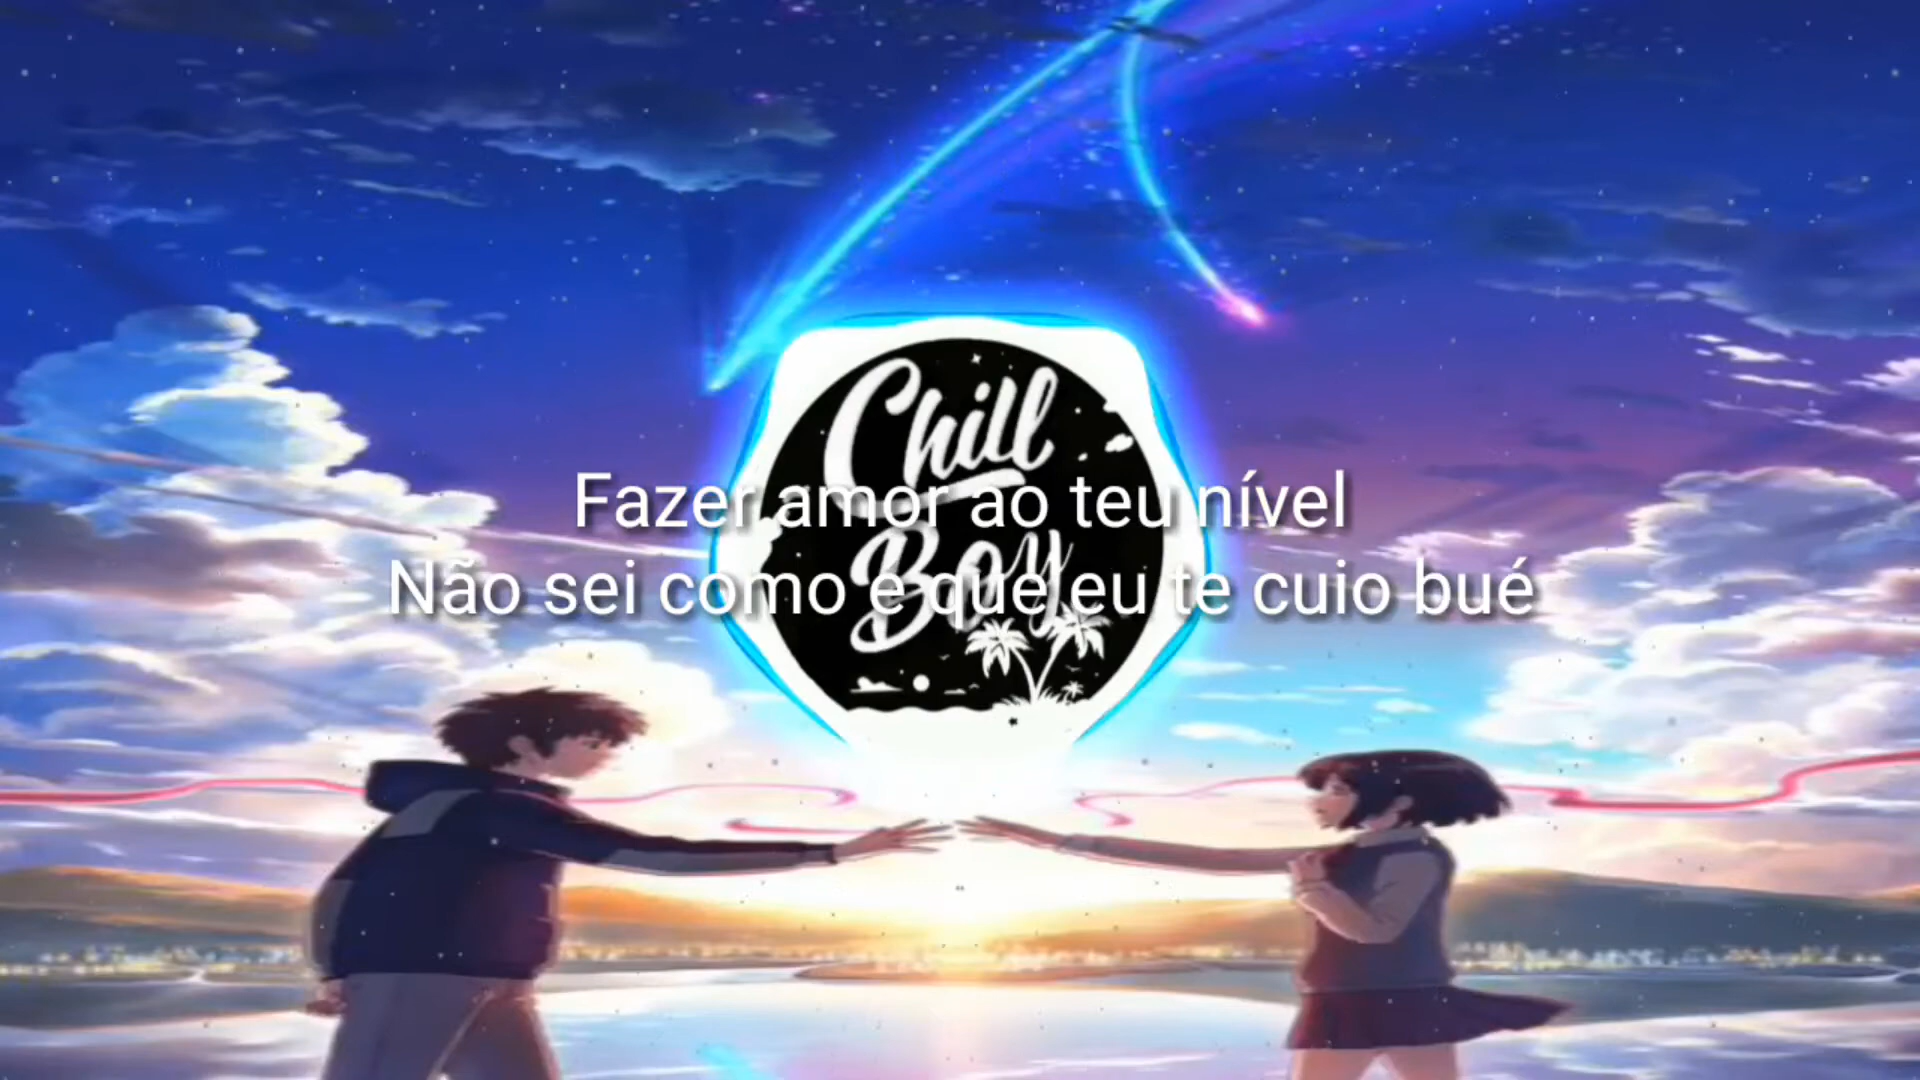 Chill
Boy
Fazer amor ao teu nível
Não sei como é que eu te cuio bué